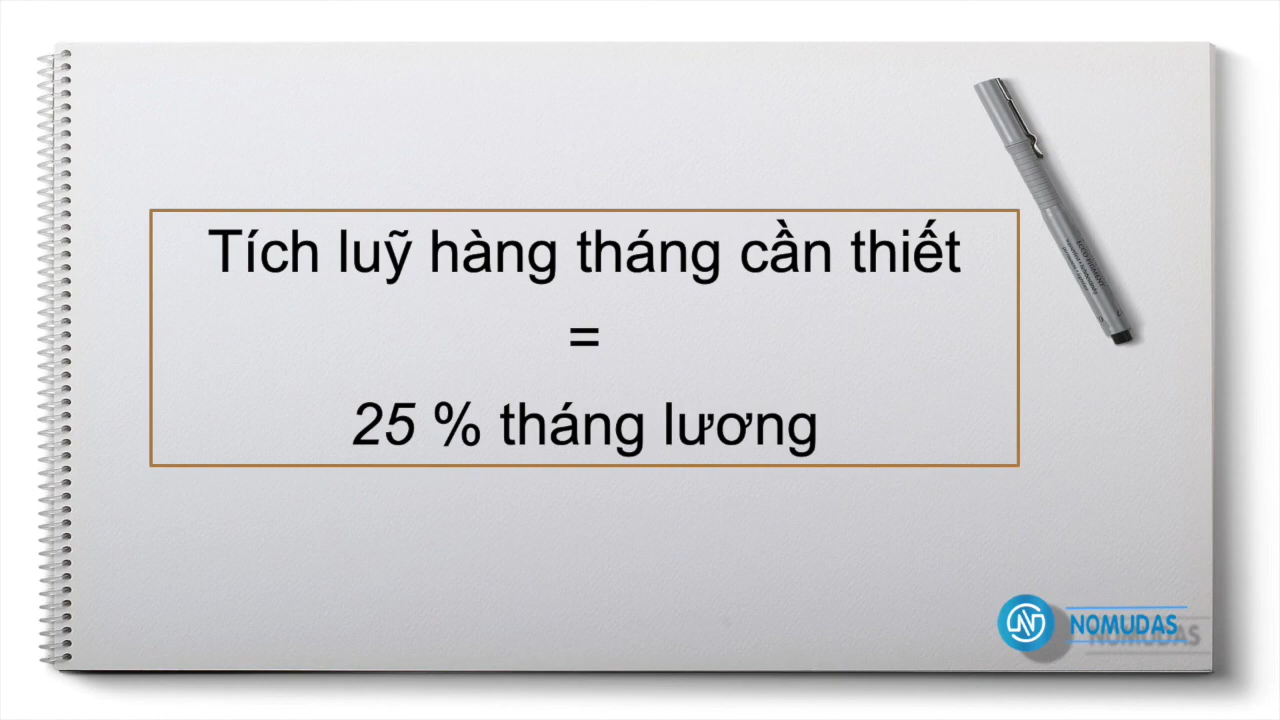 Tích luỹ hàng tháng cần thiết
=
25 % tháng lương
NOMUDAS